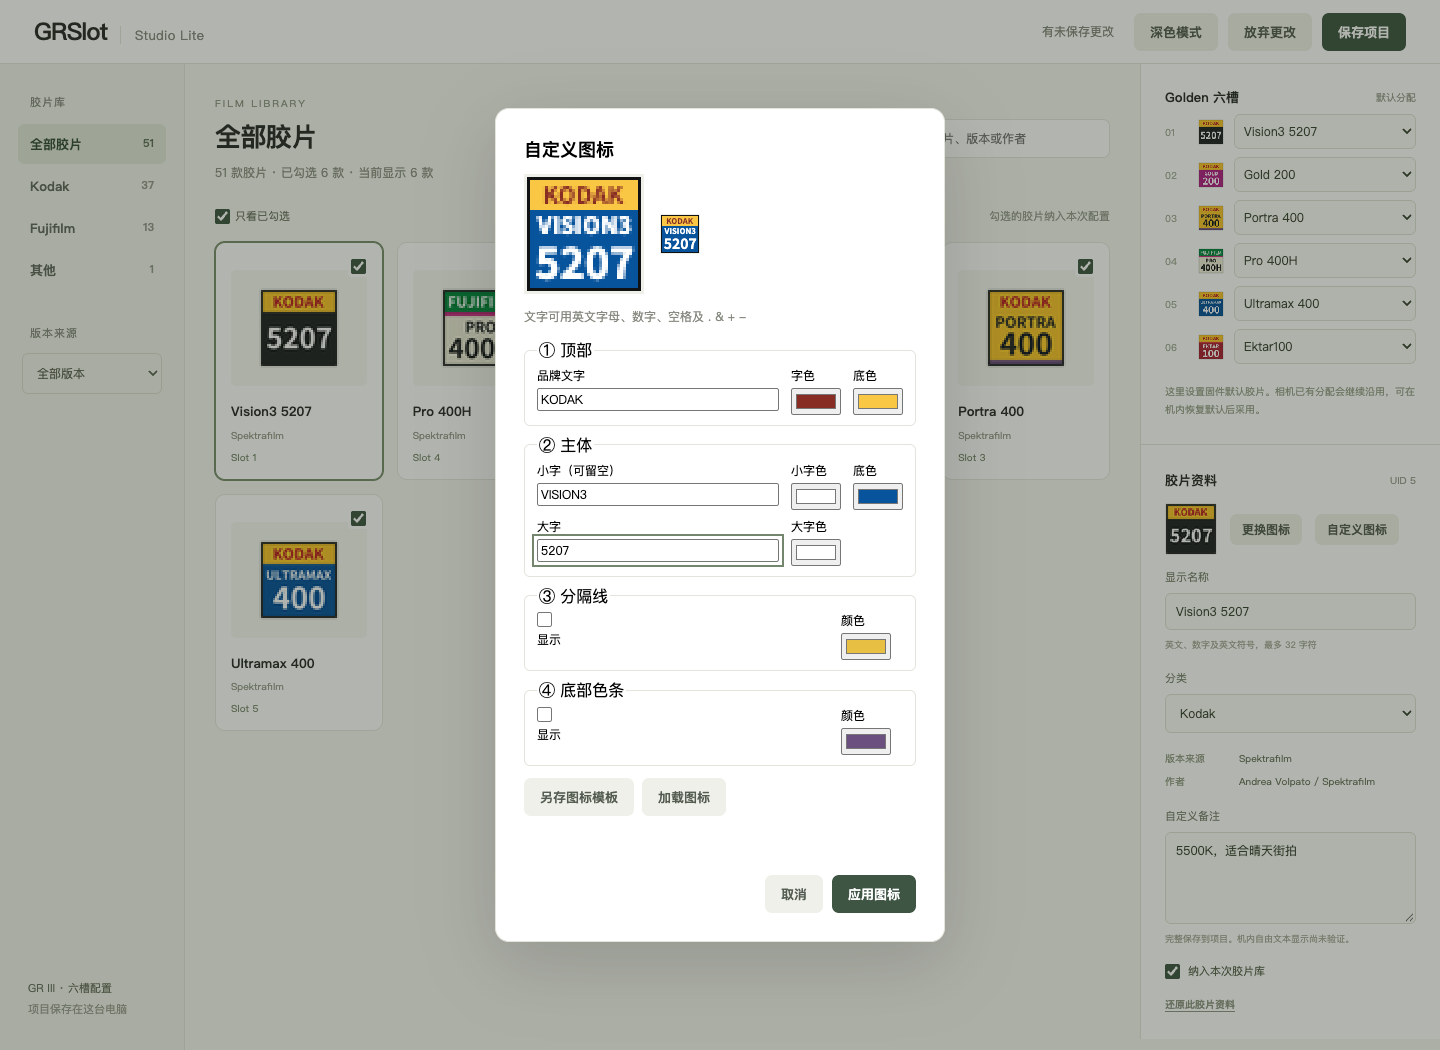 GRSlot
Studio Lite
有未保存更改
深色模式
放弃更改
保存项目
胶片库
全部胶片 51
Kodak 37
Fujifilm 13
其他 1
版本来源
全部版本
GR III · 六槽配置
项目保存在这台电脑
FILM LIBRARY
全部胶片
51 款胶片 · 已勾选 6 款 · 当前显示 6 款
片、版本或作者
只看已勾选
勾选的胶片纳入本次配置
KODAK
5207
Vision3 5207
Spektrafilm
Slot 1
FUJIFI
PRO
400
Pro 400H
Spektrafilm
Slot 4
KODAK
PORTRA
400
Portra 400
Spektrafilm
Slot 3
KODAK
ULTRAMAX
400
Ultramax 400
Spektrafilm
Slot 5
自定义图标
KODAK
VISION3
5207
KODAK
VISION3
5207
文字可用英文字母、数字、空格及 . & + −
① 顶部
品牌文字 字色 底色
KODAK
② 主体
小字（可留空） 小字色 底色
VISION3
大字 大字色
5207
③ 分隔线
显示 颜色
④ 底部色条
显示 颜色
另存图标模板
加载图标
取消
应用图标
Golden 六槽
默认分配
01 KODAK 5207 Vision3 5207
02 KODAK GOLD 200 Gold 200
03 KODAK PORTRA 400 Portra 400
04 PRO 400H Pro 400H
05 KODAK 400 Ultramax 400
06 KODAK EKTAR 100 Ektar100
这里设置固件默认胶片。相机已有分配会继续沿用，可在
机内恢复默认后采用。
胶片资料
UID 5
KODAK
5207
更换图标
自定义图标
显示名称
Vision3 5207
英文、数字及英文符号，最多 32 字符
分类
Kodak
版本来源 Spektrafilm
作者 Andrea Volpato / Spektrafilm
自定义备注
5500K，适合晴天街拍
完整保存到项目。机内自由文本显示尚未验证。
纳入本次胶片库
还原此胶片资料